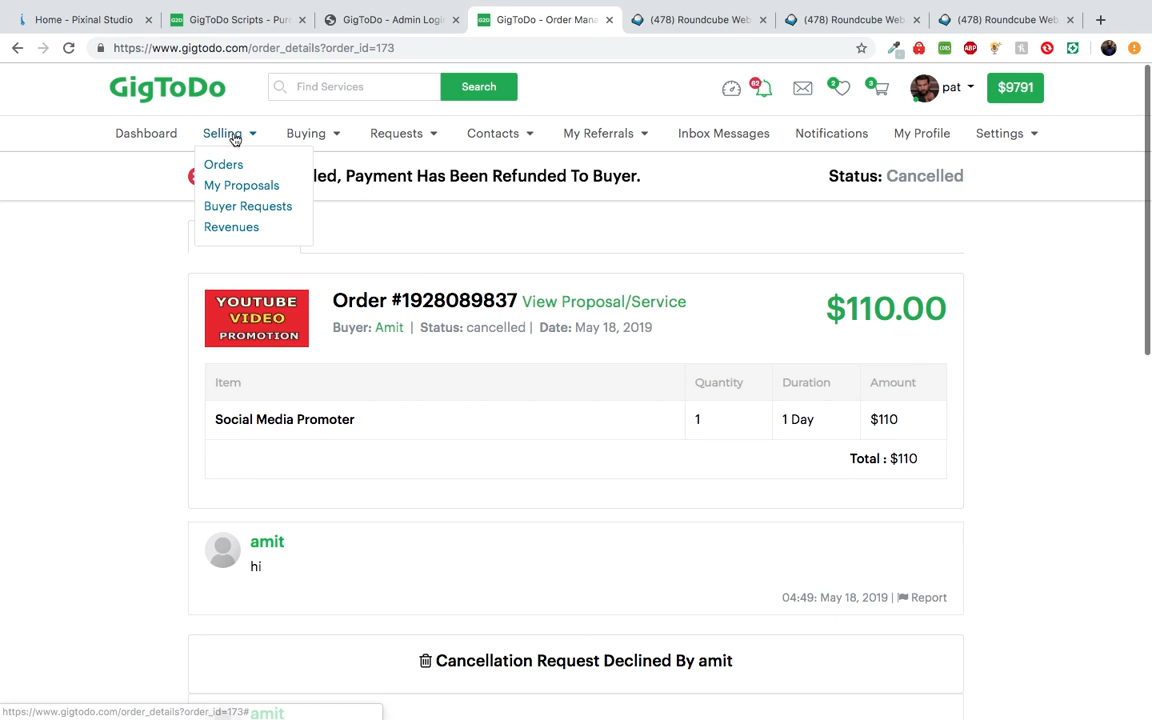 Home - Pixinal Studio
GigToDo Scripts - Pur
GigToDo - Admin Logi
GigToDo - Order Mana
(478) Roundcube Web
(478) Roundcube Web
(478) Roundcube Web
https://www.gigtodo.com/order_details?order_id=173
GigToDo
Find Services
Search
62
2
3
pat
$9791
Dashboard
Selling
Buying
Requests
Contacts
My Referrals
Inbox Messages
Notifications
My Profile
Settings
Orders
My Proposals
Buyer Requests
Revenues
led, Payment Has Been Refunded To Buyer.
Status: Cancelled
YOUTUBE
VIDEO
PROMOTION
Order #1928089837 View Proposal/Service
Buyer: Amit | Status: cancelled | Date: May 18, 2019
$110.00
Item Quantity Duration Amount
Social Media Promoter 1 1 Day $110
Total : $110
amit
hi
04:49: May 18, 2019 | Report
Cancellation Request Declined By amit
amit
https://www.gigtodo.com/order_details?order_id=173#